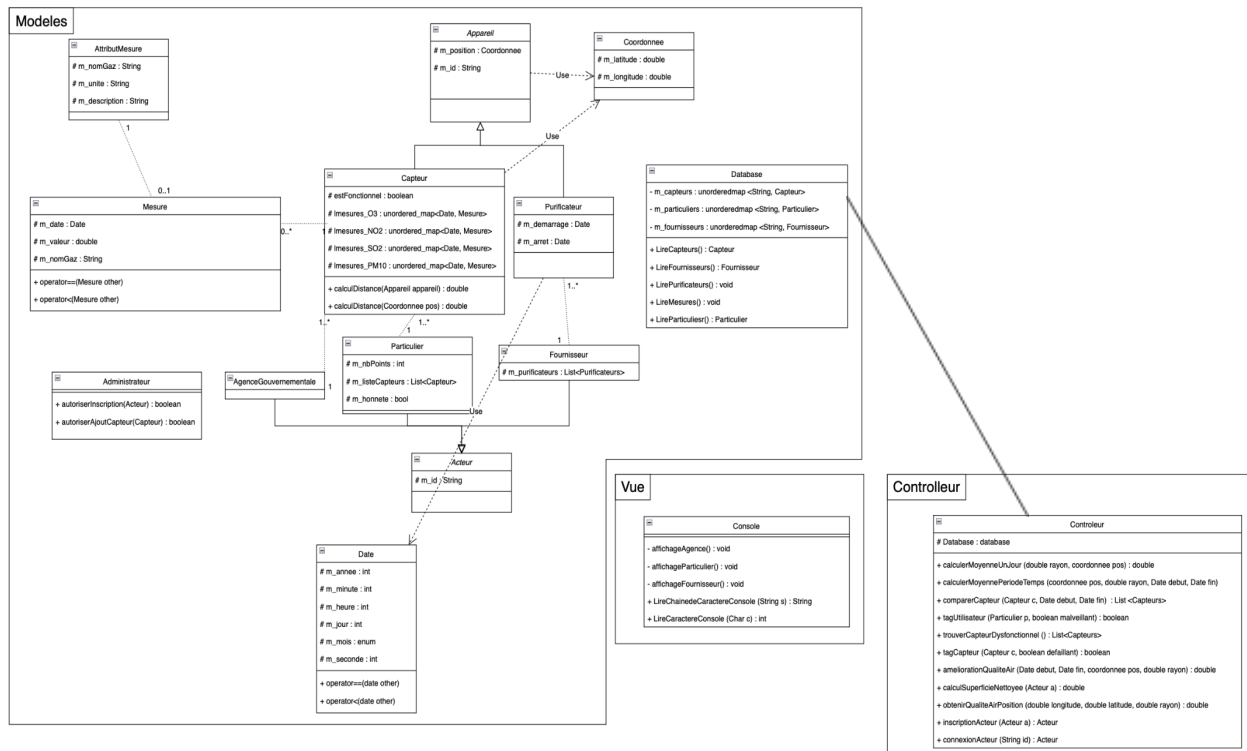 Modeles
AttributMesure
# m_nomGaz : String
# m_unite : String
# m_description : String
1
0..1
Appareil
# m_position : Coordonnee
# m_id : String
Coordonnee
# m_latitude : double
# m_longitude : double
Use
Use
Mesure
# m_date : Date
# m_valeur : double
# m_nomGaz : String
+ operator==(Mesure other)
+ operator<(Mesure other)
0..*
1
Capteur
# estFonctionnel : boolean
# lmesures_O3 : unordered_map<Date, Mesure>
# lmesures_NO2 : unordered_map<Date, Mesure>
# lmesures_SO2 : unordered_map<Date, Mesure>
# lmesures_PM10 : unordered_map<Date, Mesure>
+ calculDistance(Appareil appareil) : double
+ calculDistance(Coordonnee pos) : double
Purificateur
# m_demarrage : Date
# m_arret : Date
Database
- m_capteurs : unorderedmap <String, Capteur>
- m_particuliers : unorderedmap <String, Particulier>
- m_fournisseurs : unorderedmap <String, Fournisseur>
+ LireCapteurs() : Capteur
+ LireFournisseurs() : Fournisseur
+ LirePurificateurs() : void
+ LireMesures() : void
+ LireParticuliesr() : Particulier
1..*
1..*
1
1..*
1
Particulier
# m_nbPoints : int
# m_listeCapteurs : List<Capteur>
# m_honnete : bool
Fournisseur
# m_purificateurs : List<Purificateurs>
Administrateur
+ autoriserInscription(Acteur) : boolean
+ autoriserAjoutCapteur(Capteur) : boolean
AgenceGouvernementale
1
Use
Acteur
# m_id : String
Date
# m_annee : int
# m_minute : int
# m_heure : int
# m_jour : int
# m_mois : enum
# m_seconde : int
+ operator==(date other)
+ operator<(date other)
Vue
Console
- affichageAgence() : void
- affichageParticulier() : void
- affichageFournisseur() : void
+ LireChainedeCaractereConsole (String s) : String
+ LireCaractereConsole (Char c) : int
Controlleur
Controleur
# Database : database
+ calculerMoyenneUnJour (double rayon, coordonnee pos) : double
+ calculerMoyennePeriodeTemps (coordonnee pos, double rayon, Date debut, Date fin)
+ comparerCapteur (Capteur c, Date debut, Date fin) : List <Capteurs>
+ tagUtilisateur (Particulier p, boolean malveillant) : boolean
+ trouverCapteurDysfonctionnel () : List<Capteurs>
+ tagCapteur (Capteur c, boolean defaillant) : boolean
+ ameliorationQualiteAir (Date debut, Date fin, coordonnee pos, double rayon) : double
+ calculSuperficieNettoyee (Acteur a) : double
+ obtenirQualiteAirPosition (double longitude, double latitude, double rayon) : double
+ inscriptionActeur (Acteur a) : Acteur
+ connexionActeur (String id) : Acteur